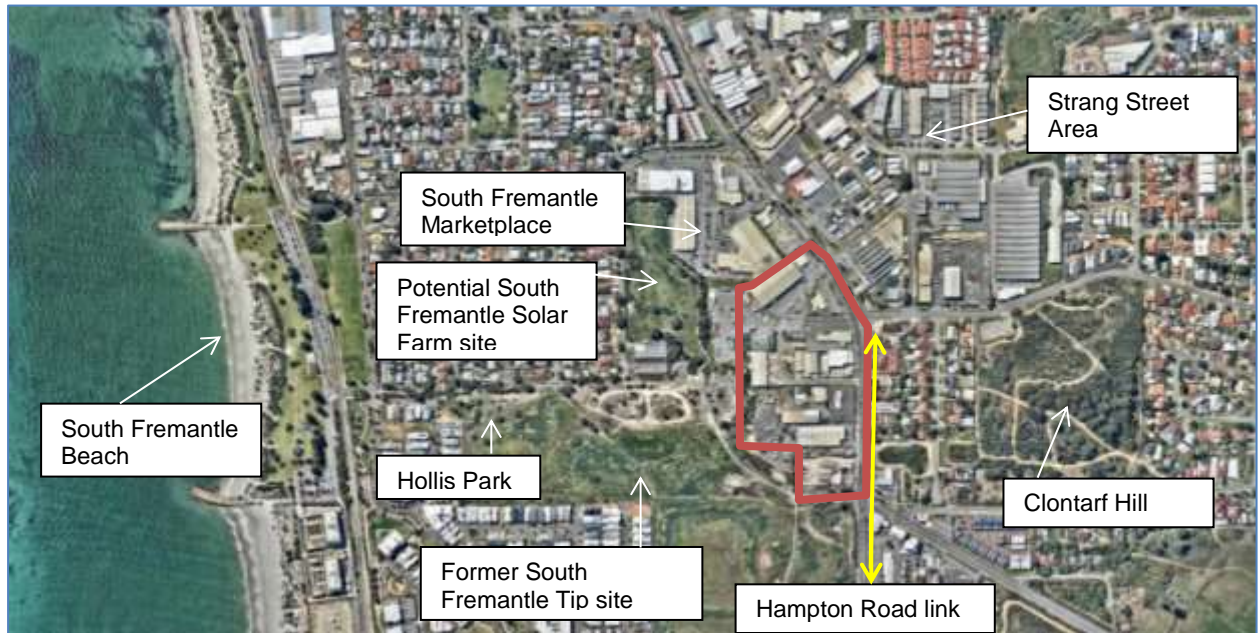 Strang Street
Area
South Fremantle
Marketplace
Potential South
Fremantle Solar
Farm site
South Fremantle
Beach
Hollis Park
Clontarf Hill
Former South
Fremantle Tip site
Hampton Road link